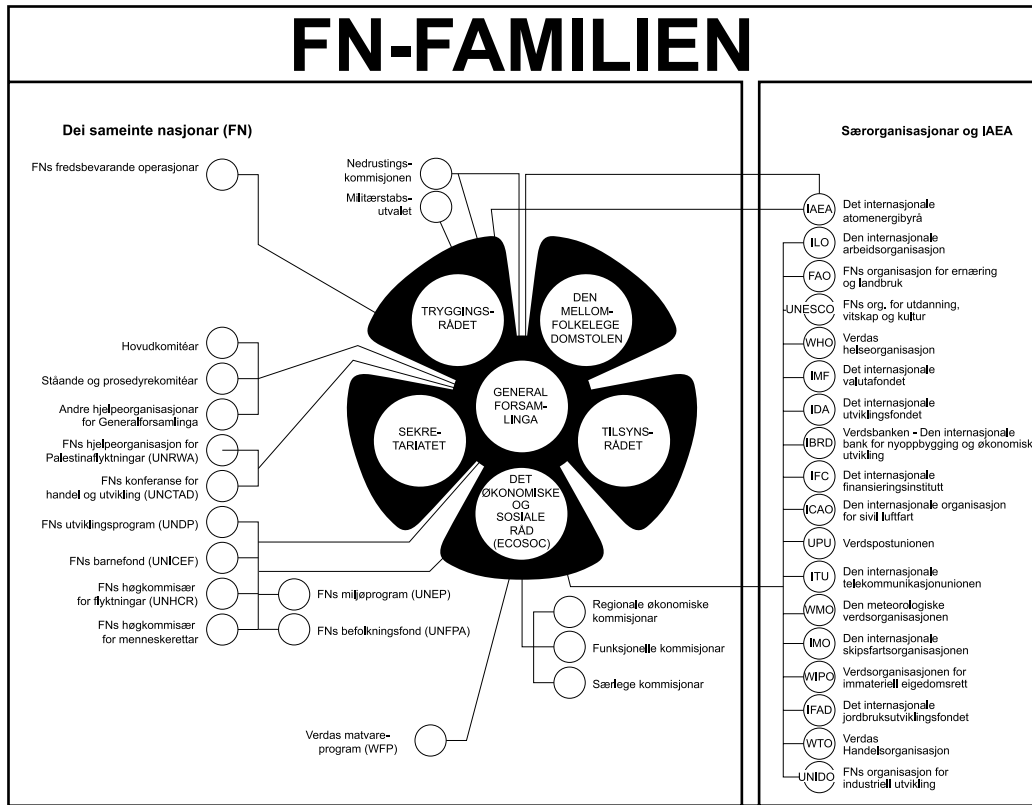 FN-FAMILIEN
Dei sameinte nasjonar (FN)
FNs fredsbevarande operasjonar
Nedrustings-
kommisjonen
Militærstabs-
utvalet
Hovudkomitéar
Ståande og prosedyrekomitéar
Andre hjelpeorganisasjonar
for Generalforsamlinga
FNs hjelpeorganisasjon for
Palestinaflyktningar (UNRWA)
FNs konferanse for
handel og utvikling (UNCTAD)
FNs utviklingsprogram (UNDP)
FNs barnefond (UNICEF)
FNs høgkommisær
for flyktningar (UNHCR)
FNs høgkommisær
for menneskerettar
FNs miljøprogram (UNEP)
FNs befolkningsfond (UNFPA)
TRYGGINGS-
RÅDET
DEN
MELLOM-
FOLKELEGE
DOMSTOLEN
GENERAL
FORSAM-
LINGA
SEKRE-
TARIATET
TILSYNS-
RÅDET
DET
ØKONOMISKE
OG
SOSIALE
RÅD
(ECOSOC)
Regionale økonomiske
kommisjonar
Funksjonelle kommisjonar
Særlege kommisjonar
Verdas matvare-
program (WFP)
Særorganisasjonar og IAEA
IAEA Det internasjonale
atomenergibyrå
ILO Den internasjonale
arbeidsorganisasjon
FAO FNs organisasjon for ernæring
og landbruk
UNESCO FNs org. for utdanning,
vitskap og kultur
WHO Verdas
helseorganisasjon
IMF Det internasjonale
valutafondet
IDA Det internasjonale
utviklingsfondet
IBRD Verdsbanken - Den internasjonale
bank for nyoppbygging og økonomisk
utvikling
IFC Det internasjonale
finansieringsinstitutt
ICAO Den internasjonale organisasjon
for sivil luftfart
UPU Verdspostunionen
ITU Den internasjonale
telekommunikasjonunionen
WMO Den meteorologiske
verdsorganisasjonen
IMO Den internasjonale
skipsfartsorganisasjonen
WIPO Verdsorganisasjonen for
immateriell eigedomsrett
IFAD Det internasjonale
jordbruksutviklingsfondet
WTO Verdas
Handelsorganisasjon
UNIDO FNs organisasjon for
industriell utvikling